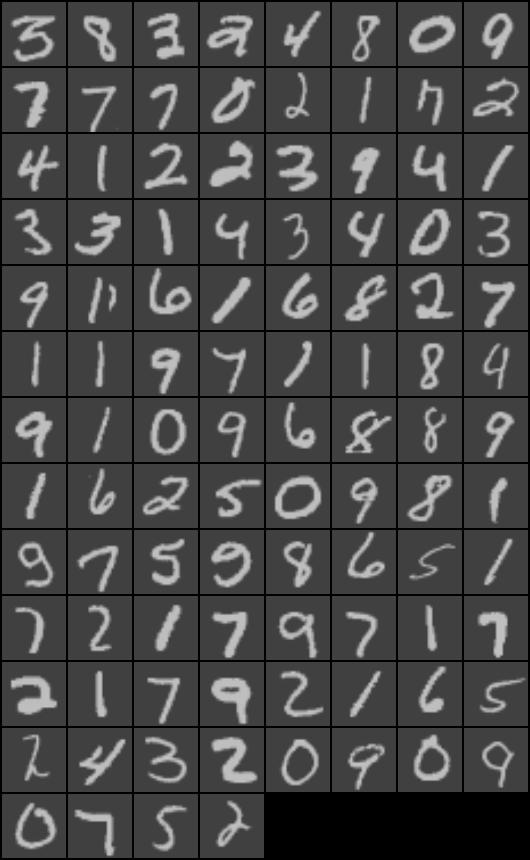 3 8 3 2 4 8 0 9
7 7 7 8 2 1 7 2
4 1 2 2 3 9 4 1
3 3 1 4 3 4 0 3
9 11 6 1 6 8 2 7
1 1 9 7 1 1 8 4
9 1 0 9 6 8 8 9
1 6 2 5 0 9 8 1
9 7 5 9 8 6 5 1
7 2 1 7 9 7 1 7
2 1 7 9 2 1 6 5
2 4 3 2 0 9 0 9
0 7 5 2